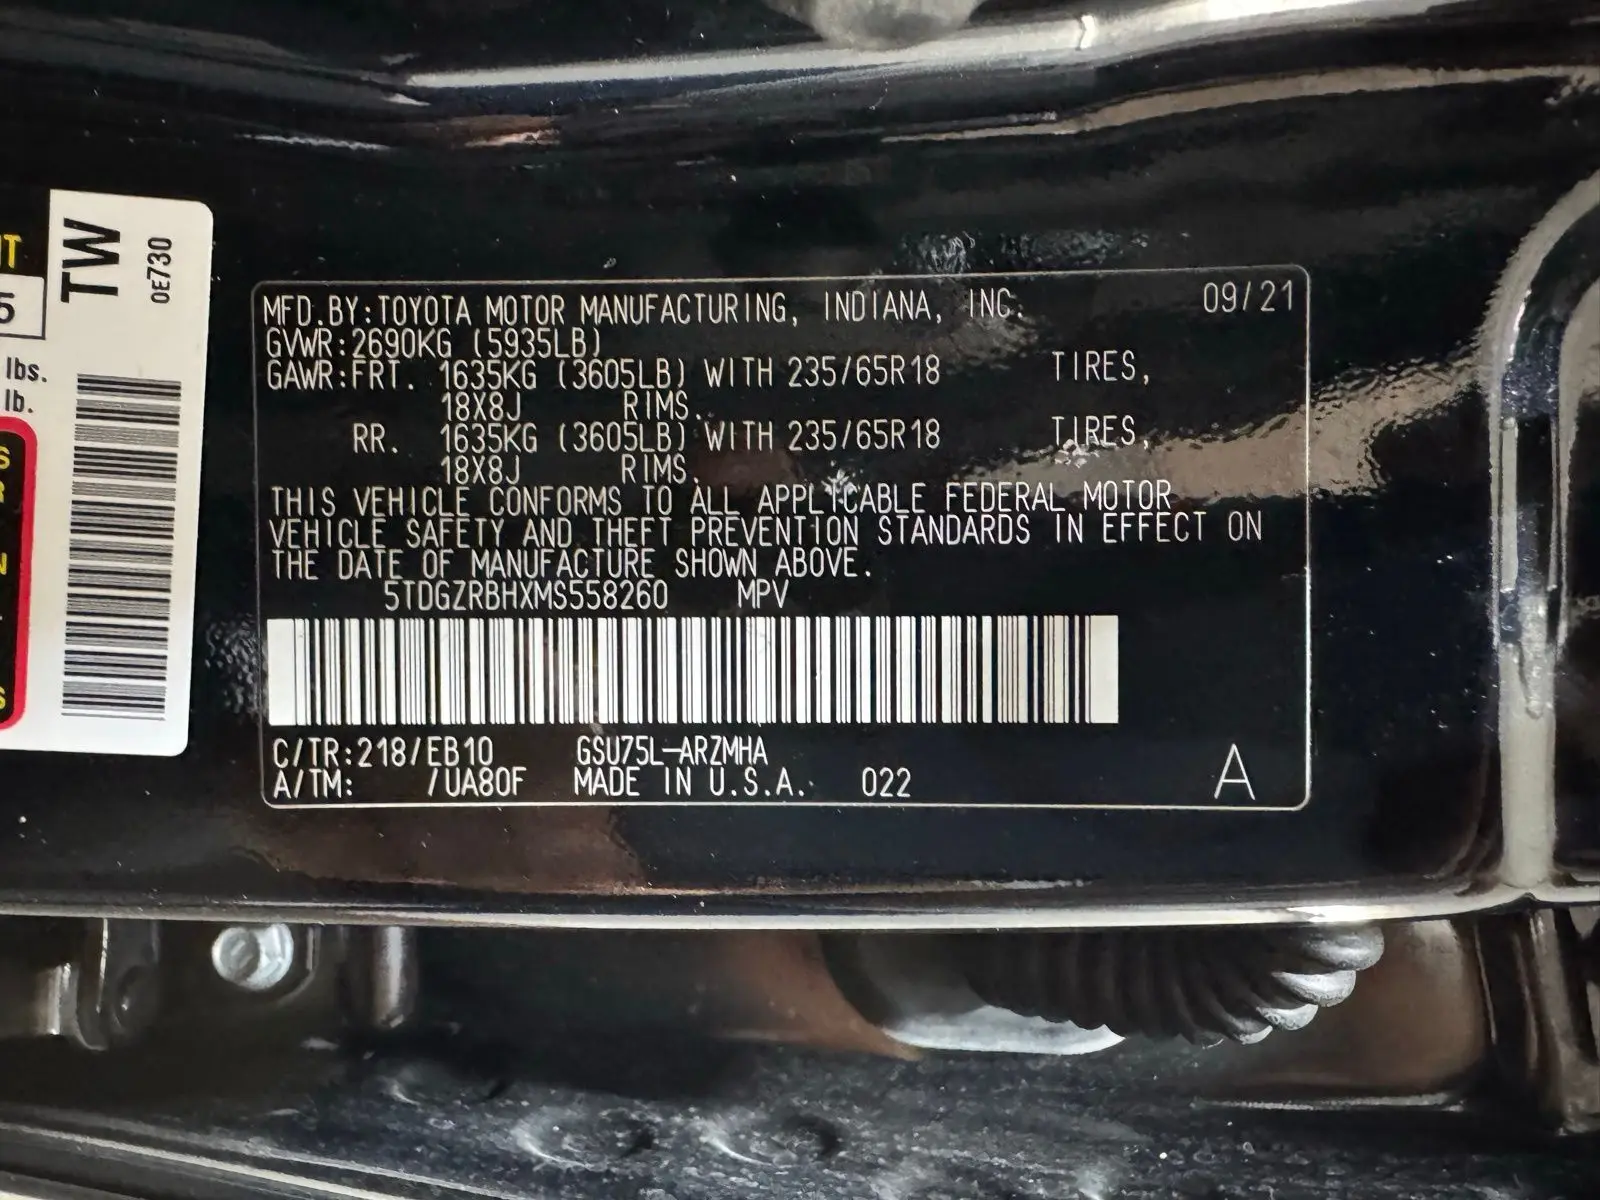 IT
5
lbs.
lb.
S
R
N
S
TW
0E730
MFD.BY:TOYOTA MOTOR MANUFACTURING, INDIANA, INC. 09/21
GVWR:2690KG (5935LB)
GAWR:FRT. 1635KG (3605LB) WITH 235/65R18 TIRES,
18X8J RIMS.
RR. 1635KG (3605LB) WITH 235/65R18 TIRES,
18X8J RIMS.
THIS VEHICLE CONFORMS TO ALL APPLICABLE FEDERAL MOTOR
VEHICLE SAFETY AND THEFT PREVENTION STANDARDS IN EFFECT ON
THE DATE OF MANUFACTURE SHOWN ABOVE.
5TDGZRBHXMS558260 MPV
C/TR:218/EB10 GSU75L-ARZMHA
A/TM: /UA80F MADE IN U.S.A. 022 A